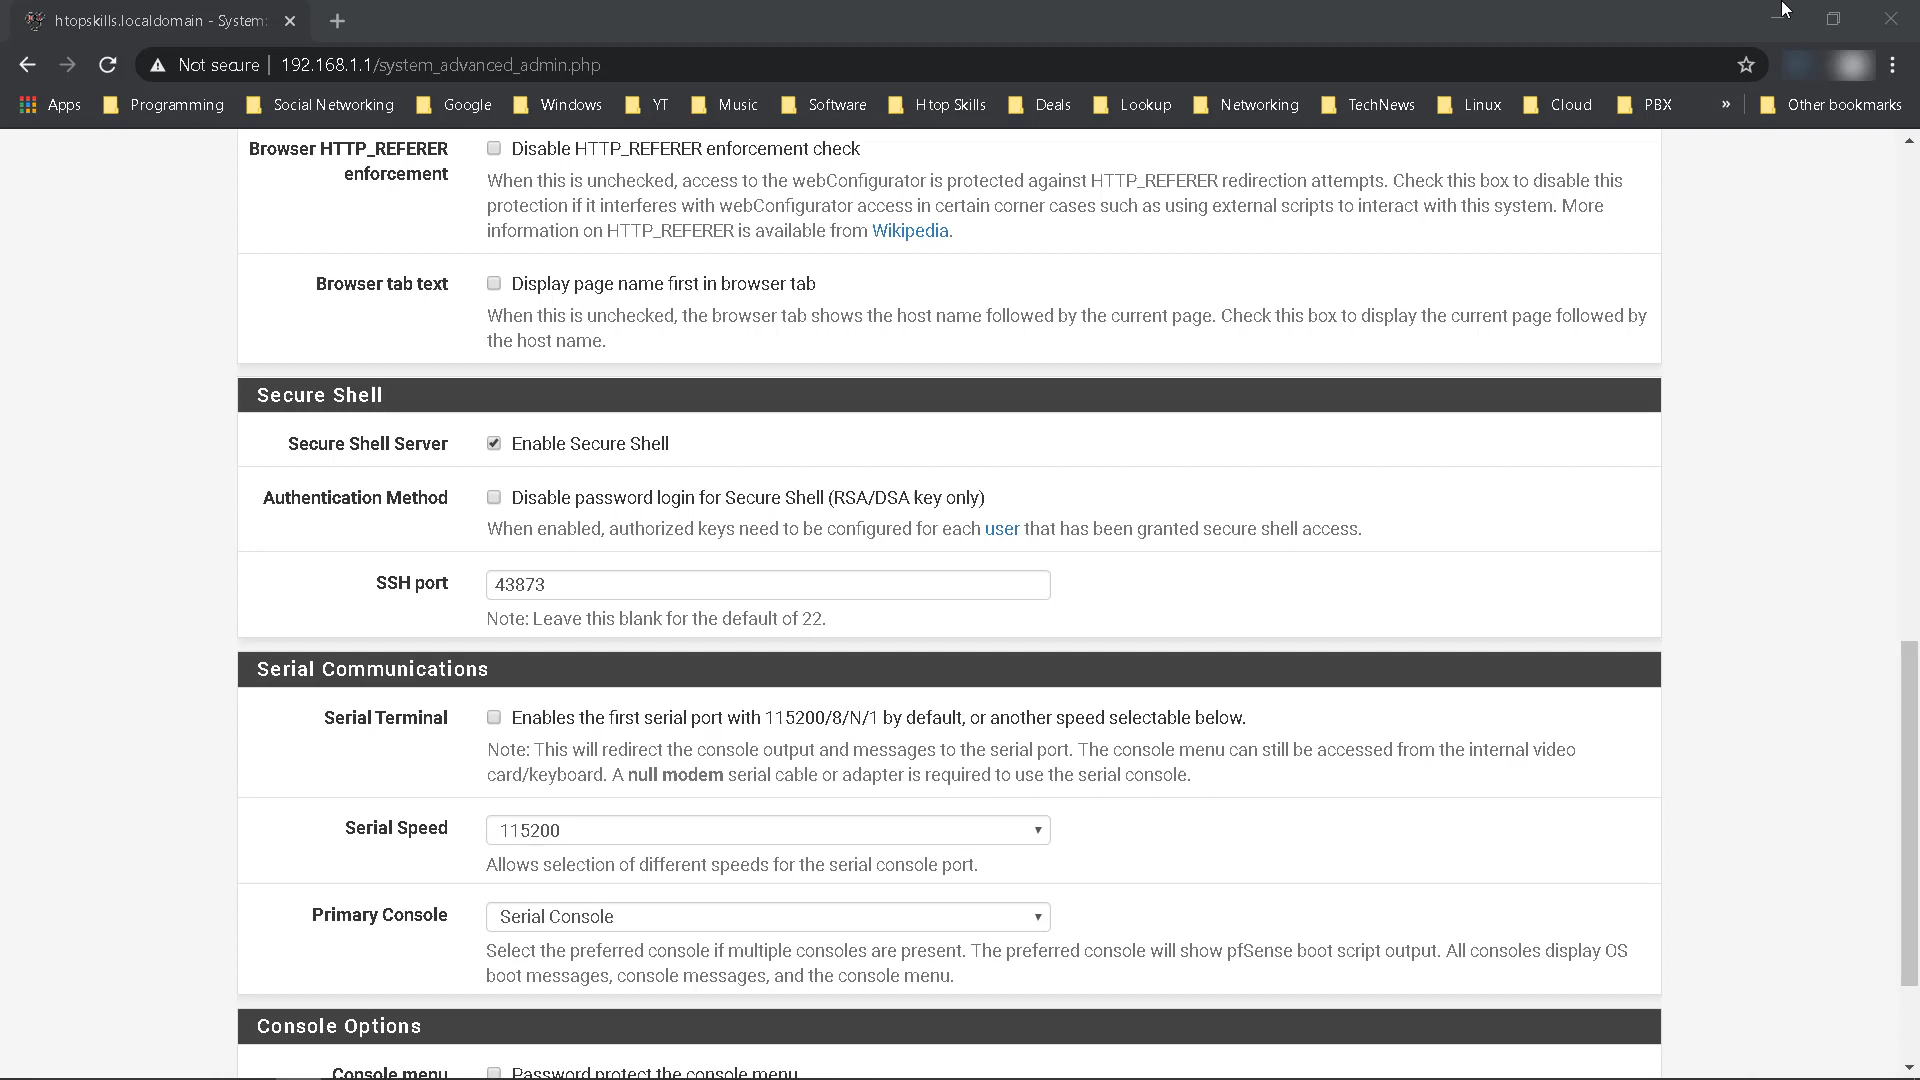 htopskills.localdomain - System:
Not secure | 192.168.1.1/system_advanced_admin.php
Apps Programming Social Networking Google Windows YT Music Software Htop Skills Deals Lookup Networking TechNews Linux Cloud PBX » Other bookmarks
Browser HTTP_REFERER enforcement
Disable HTTP_REFERER enforcement check
When this is unchecked, access to the webConfigurator is protected against HTTP_REFERER redirection attempts. Check this box to disable this
protection if it interferes with webConfigurator access in certain corner cases such as using external scripts to interact with this system. More
information on HTTP_REFERER is available from Wikipedia.
Browser tab text
Display page name first in browser tab
When this is unchecked, the browser tab shows the host name followed by the current page. Check this box to display the current page followed by
the host name.
Secure Shell
Secure Shell Server
Enable Secure Shell
Authentication Method
Disable password login for Secure Shell (RSA/DSA key only)
When enabled, authorized keys need to be configured for each user that has been granted secure shell access.
SSH port
43873
Note: Leave this blank for the default of 22.
Serial Communications
Serial Terminal
Enables the first serial port with 115200/8/N/1 by default, or another speed selectable below.
Note: This will redirect the console output and messages to the serial port. The console menu can still be accessed from the internal video
card/keyboard. A null modem serial cable or adapter is required to use the serial console.
Serial Speed
115200
Allows selection of different speeds for the serial console port.
Primary Console
Serial Console
Select the preferred console if multiple consoles are present. The preferred console will show pfSense boot script output. All consoles display OS
boot messages, console messages, and the console menu.
Console Options
Console menu
Password protect the console menu